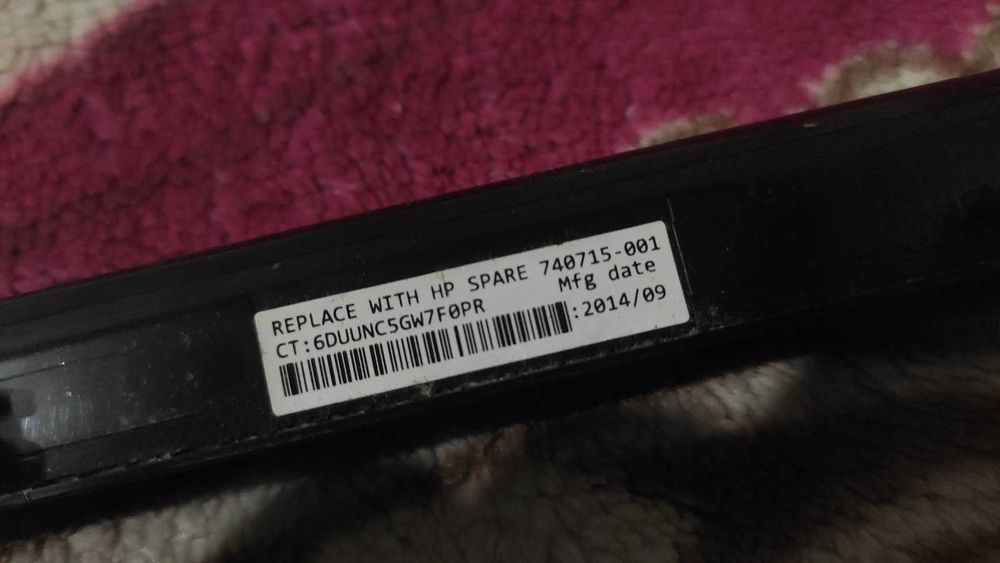 REPLACE WITH HP SPARE 740715-001
Mfg date
CT:6DUUNC5GW7F0PR
:2014/09